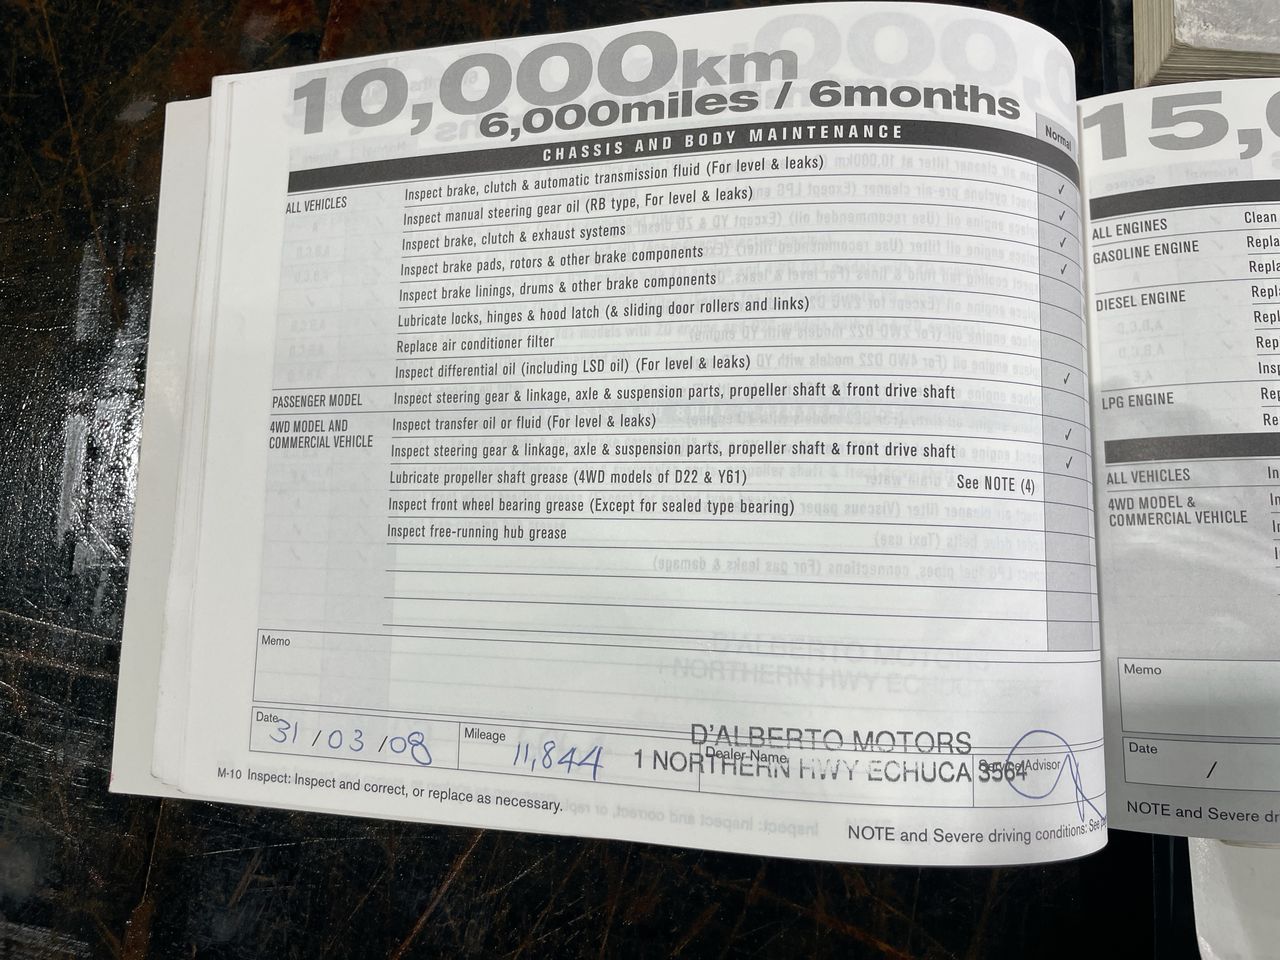 10,000km
6,000miles / 6months
CHASSIS AND BODY MAINTENANCE
Normal
ALL VEHICLES
Inspect brake, clutch & automatic transmission fluid (For level & leaks) ✓
Inspect manual steering gear oil (RB type, For level & leaks) ✓
Inspect brake, clutch & exhaust systems ✓
Inspect brake pads, rotors & other brake components ✓
Inspect brake linings, drums & other brake components
Lubricate locks, hinges & hood latch (& sliding door rollers and links)
Replace air conditioner filter
Inspect differential oil (including LSD oil) (For level & leaks) ✓
PASSENGER MODEL
Inspect steering gear & linkage, axle & suspension parts, propeller shaft & front drive shaft
4WD MODEL AND
COMMERCIAL VEHICLE
Inspect transfer oil or fluid (For level & leaks) ✓
Inspect steering gear & linkage, axle & suspension parts, propeller shaft & front drive shaft ✓
Lubricate propeller shaft grease (4WD models of D22 & Y61) See NOTE (4)
Inspect front wheel bearing grease (Except for sealed type bearing)
Inspect free-running hub grease
Memo
Date 31/03/08
Mileage 11,844
Dealer Name
D'ALBERTO MOTORS
1 NORTHERN HWY ECHUCA 3564
Service Advisor
M-10 Inspect: Inspect and correct, or replace as necessary.
NOTE and Severe driving conditions: See
15,
ALL ENGINES
Clean
GASOLINE ENGINE
DIESEL ENGINE
LPG ENGINE
ALL VEHICLES
4WD MODEL &
COMMERCIAL VEHICLE
Memo
Date
/
NOTE and Severe